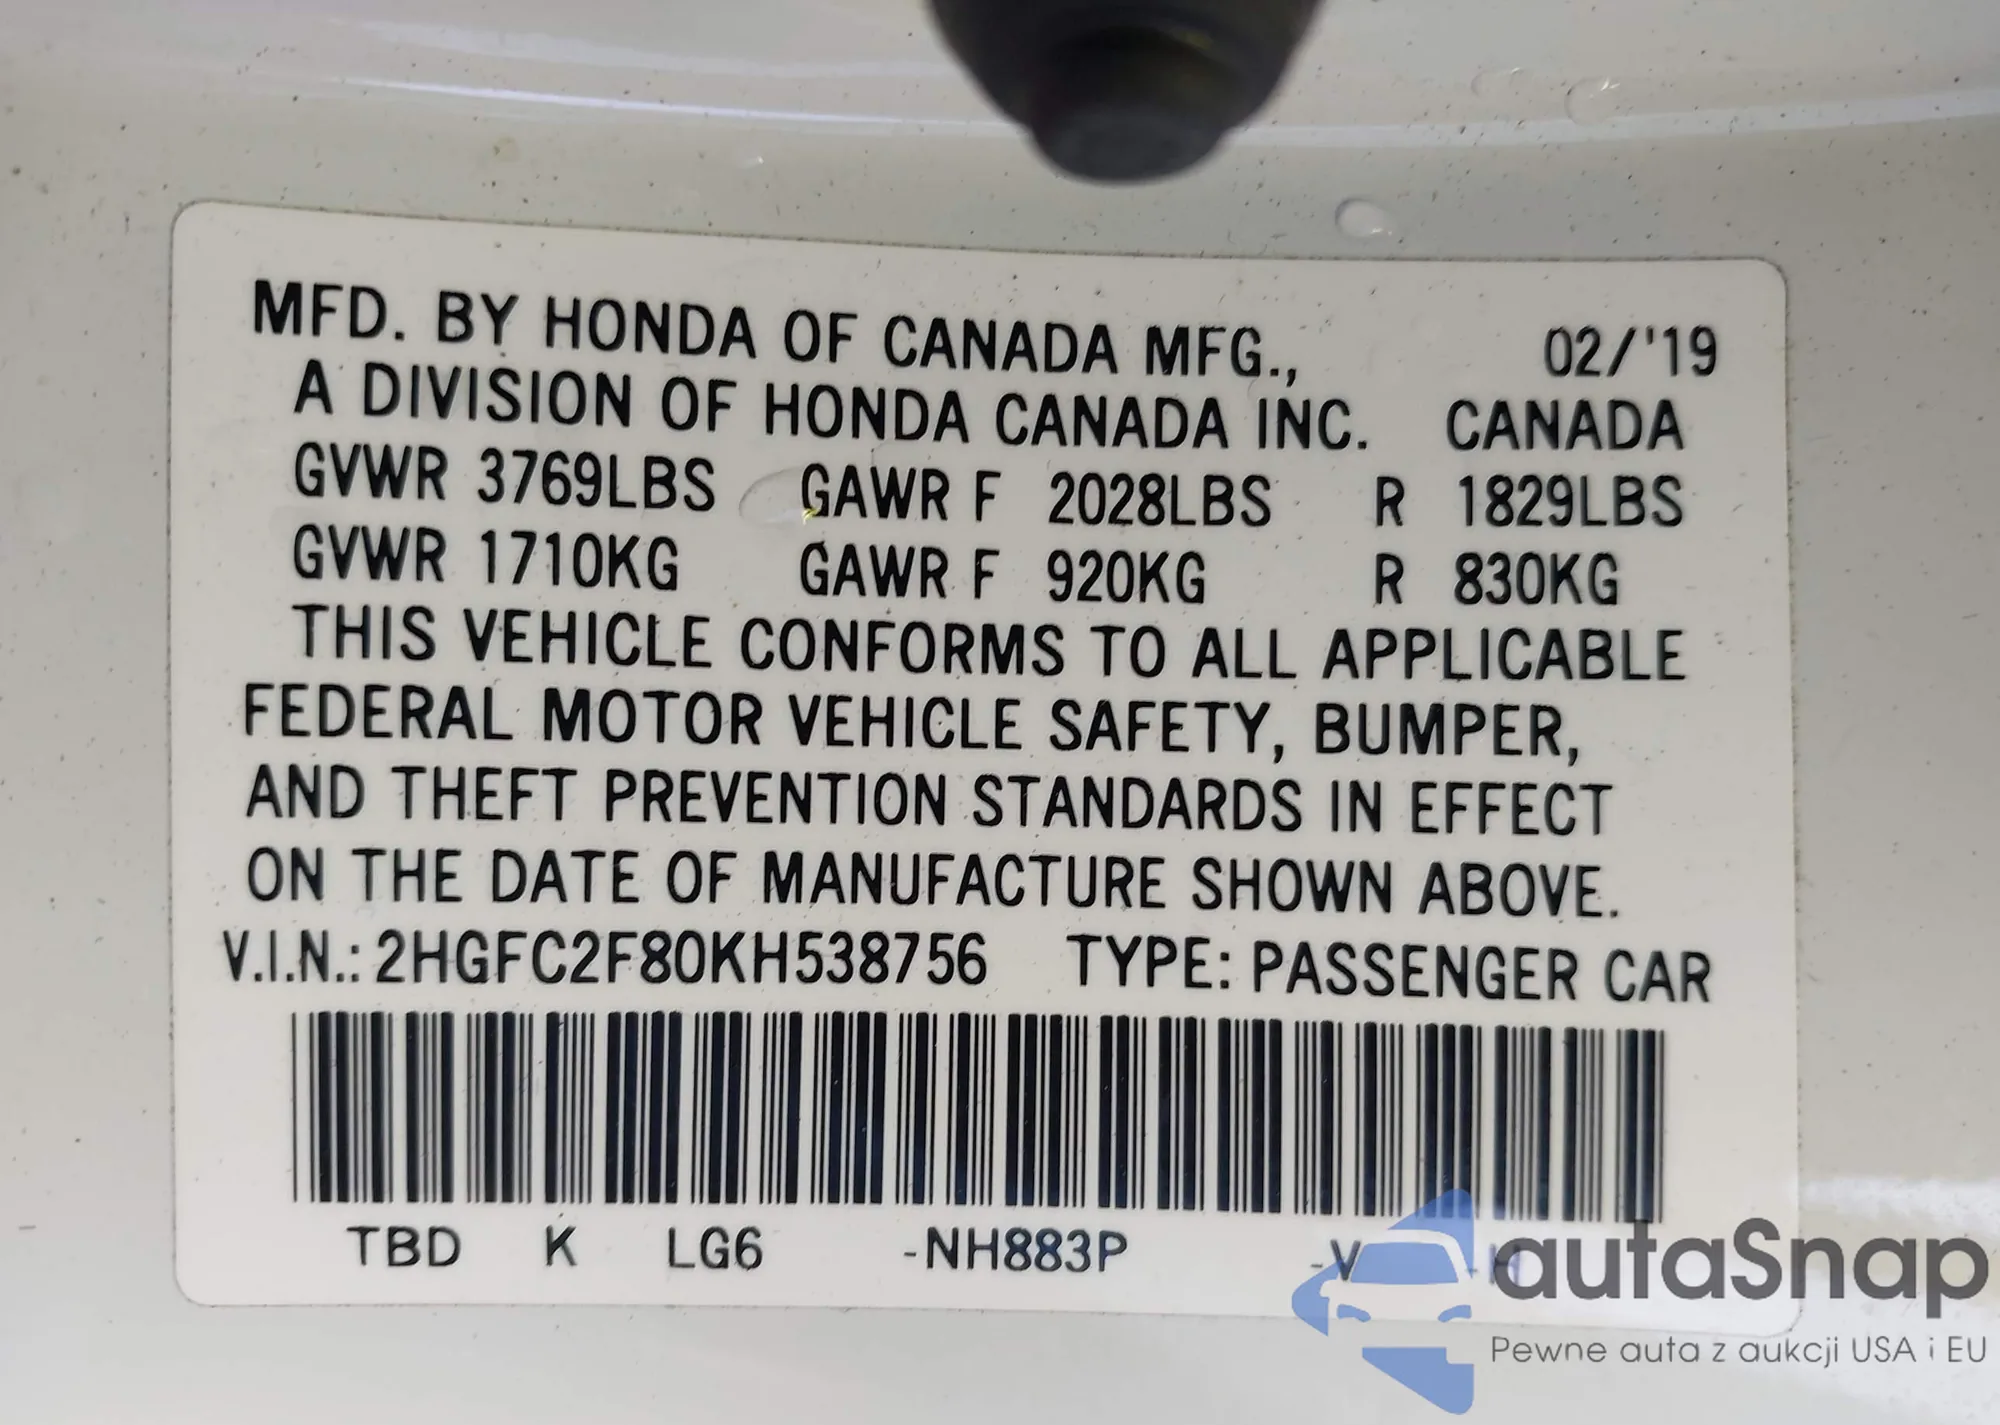 MFD. BY HONDA OF CANADA MFG., 02/'19
A DIVISION OF HONDA CANADA INC. CANADA
GVWR 3769LBS GAWR F 2028LBS R 1829LBS
GVWR 1710KG GAWR F 920KG R 830KG
THIS VEHICLE CONFORMS TO ALL APPLICABLE
FEDERAL MOTOR VEHICLE SAFETY, BUMPER,
AND THEFT PREVENTION STANDARDS IN EFFECT
ON THE DATE OF MANUFACTURE SHOWN ABOVE.
V.I.N.: 2HGFC2F80KH538756 TYPE: PASSENGER CAR
TBD K LG6 -NH883P -V -H
autaSnap
Pewne auta z aukcji USA i EU